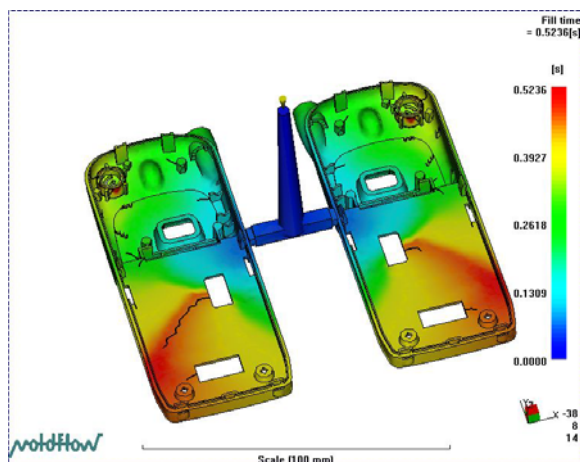 Fill time
= 0.5236[s]
[s]
0.5236
0.3927
0.2618
0.1309
0.0000
Y
Z
X
-38
8
14
moldflow
Scale (100 mm)